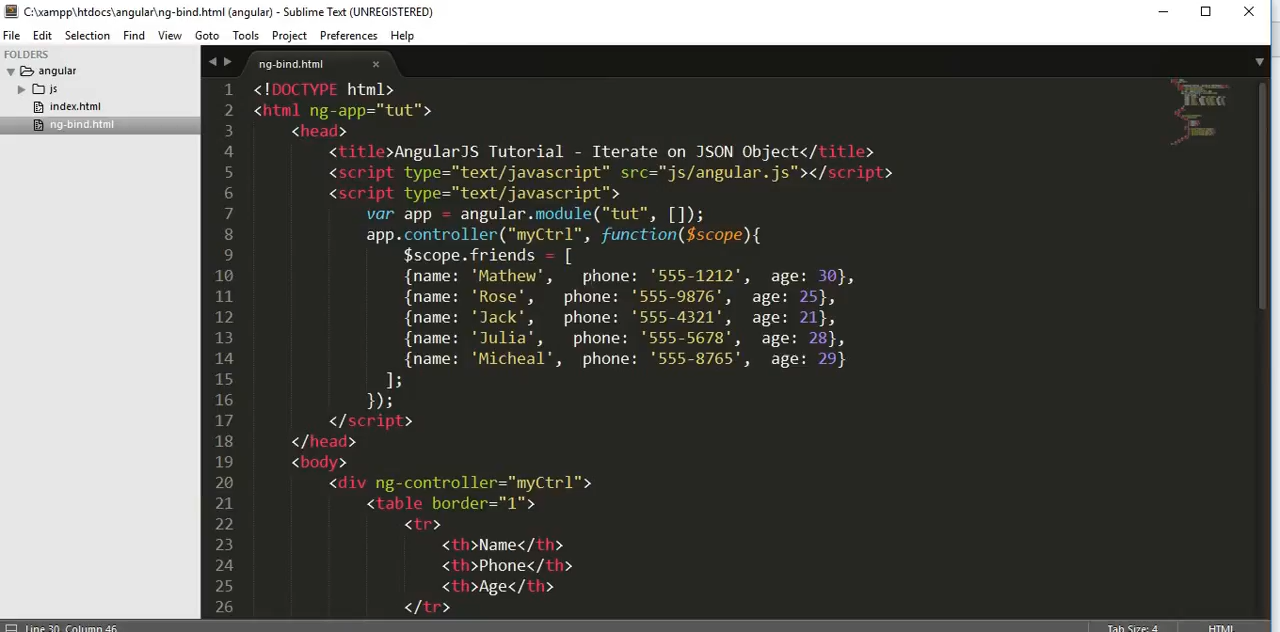 C:\xampp\htdocs\angular\ng-bind.html (angular) - Sublime Text (UNREGISTERED)
File Edit Selection Find View Goto Tools Project Preferences Help
FOLDERS
angular
js
index.html
ng-bind.html
ng-bind.html ×
1 <!DOCTYPE html>
2 <html ng-app="tut">
3 <head>
4 <title>AngularJS Tutorial - Iterate on JSON Object</title>
5 <script type="text/javascript" src="js/angular.js"></script>
6 <script type="text/javascript">
7 var app = angular.module("tut", []);
8 app.controller("myCtrl", function($scope){
9 $scope.friends = [
10 {name: 'Mathew', phone: '555-1212', age: 30},
11 {name: 'Rose', phone: '555-9876', age: 25},
12 {name: 'Jack', phone: '555-4321', age: 21},
13 {name: 'Julia', phone: '555-5678', age: 28},
14 {name: 'Micheal', phone: '555-8765', age: 29}
15 ];
16 });
17 </script>
18 </head>
19 <body>
20 <div ng-controller="myCtrl">
21 <table border="1">
22 <tr>
23 <th>Name</th>
24 <th>Phone</th>
25 <th>Age</th>
26 </tr>
Line 30, Column 46 Tab Size: 4 HTML